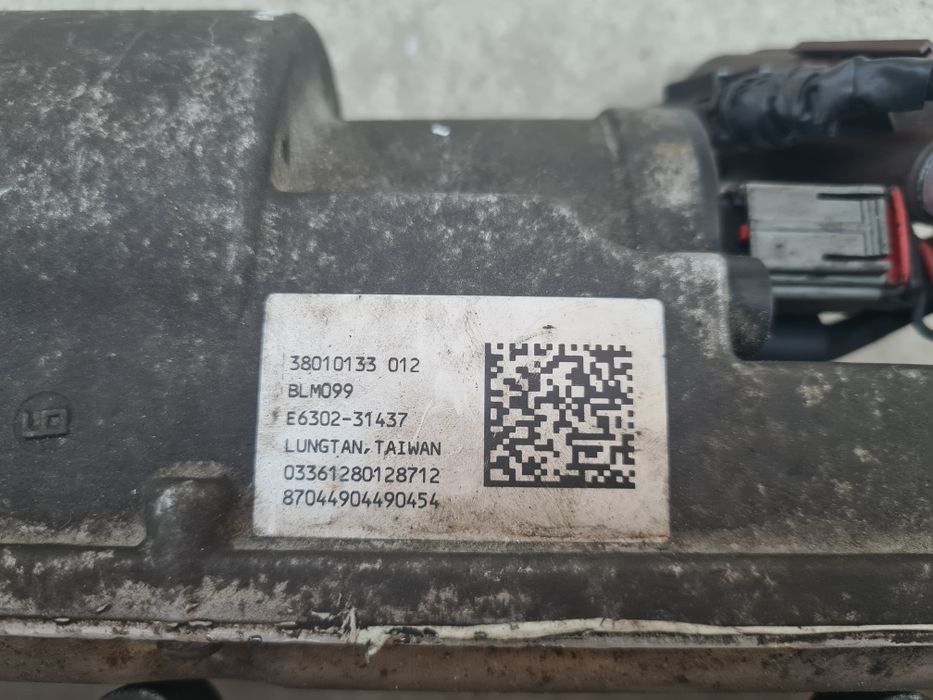 38010133 012
BLM099
E6302-31437
LUNGTAN, TAIWAN
03361280128712
87044904490454